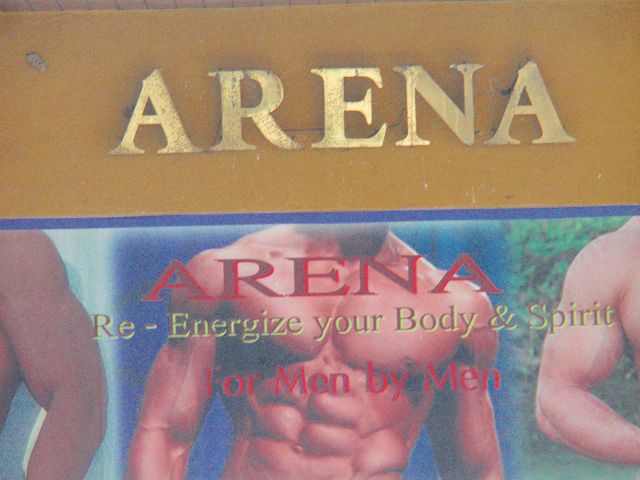 ARENA
ARENA
Re - Energize your Body & Spirit
For Men by Men